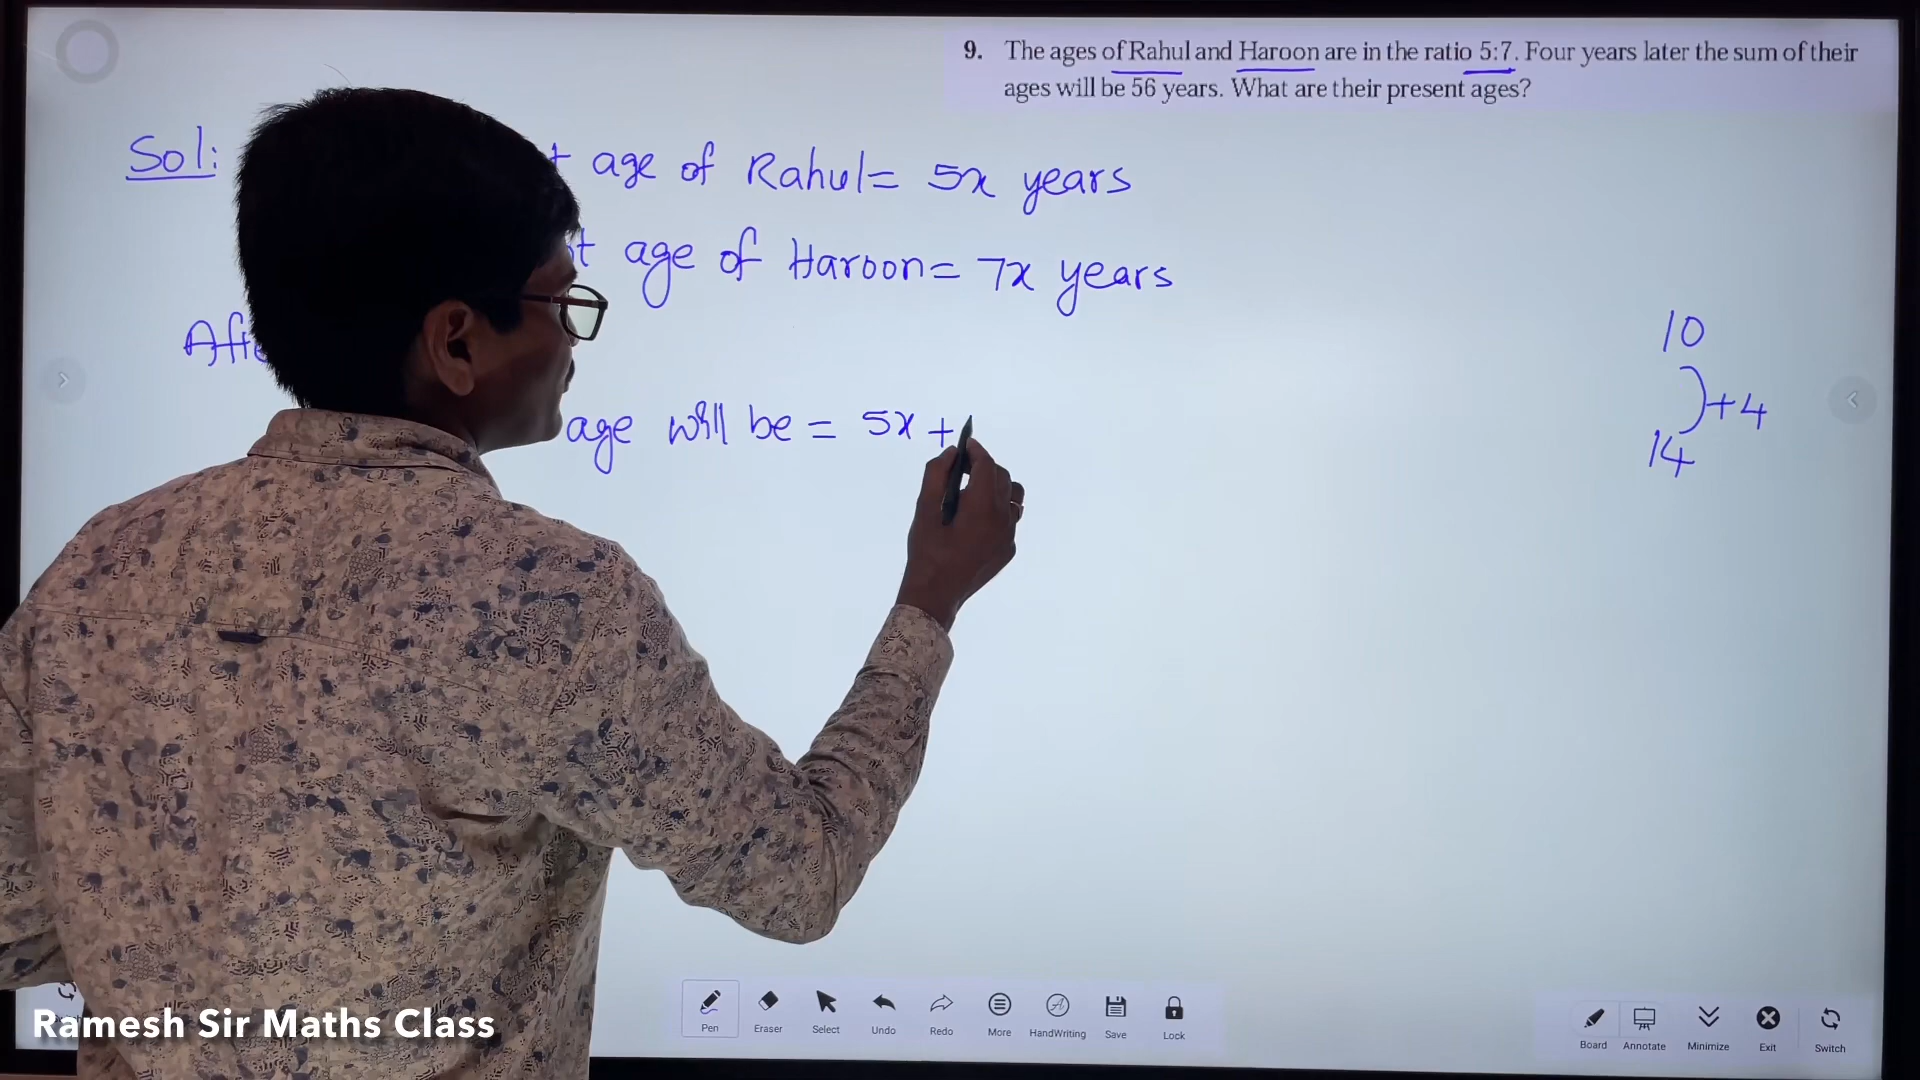 9. The ages of Rahul and Haroon are in the ratio 5:7. Four years later the sum of their
ages will be 56 years. What are their present ages?
Sol:
age of Rahul = 5x years
age of Haroon = 7x years
age will be = 5x +
10
+4
14
Ramesh Sir Maths Class
Pen
Eraser
Select
Undo
Redo
More
HandWriting
Save
Lock
Board
Annotate
Minimize
Exit
Switch